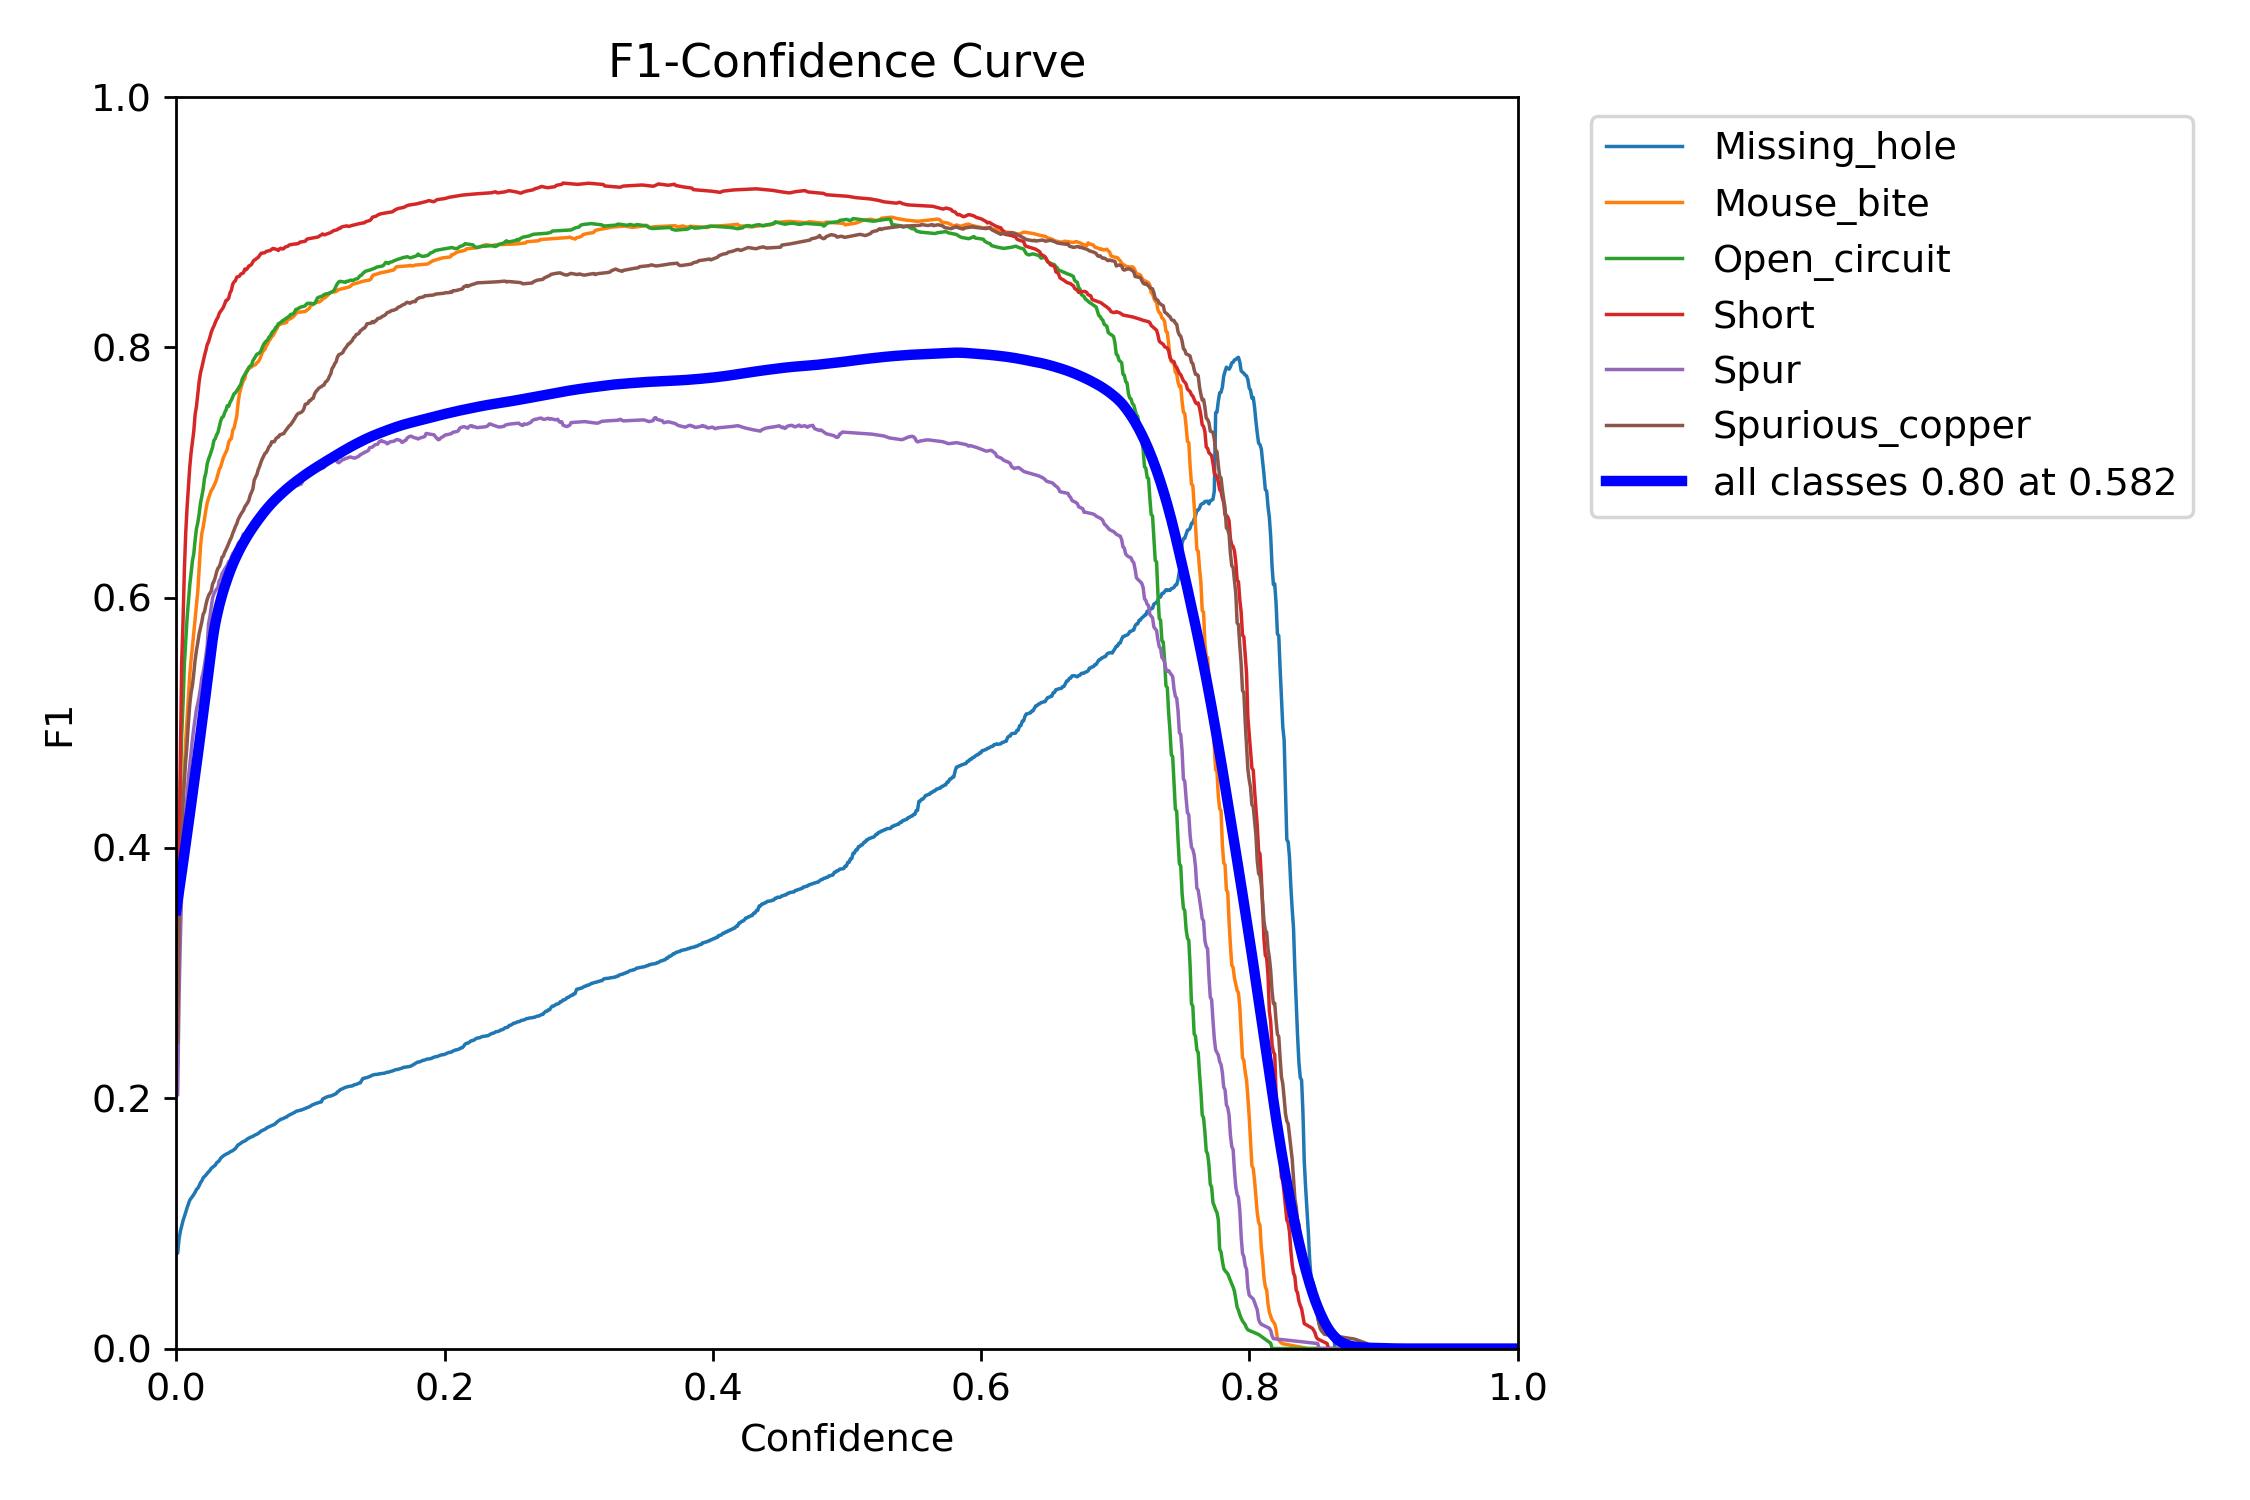 F1-Confidence Curve
1.0
0.8
0.6
0.4
0.2
0.0
F1
0.0 0.2 0.4 0.6 0.8 1.0
Confidence
Missing_hole
Mouse_bite
Open_circuit
Short
Spur
Spurious_copper
all classes 0.80 at 0.582